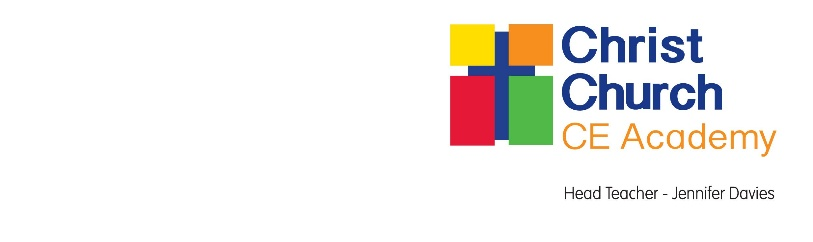 Christ
Church
CE Academy
Head Teacher - Jennifer Davies